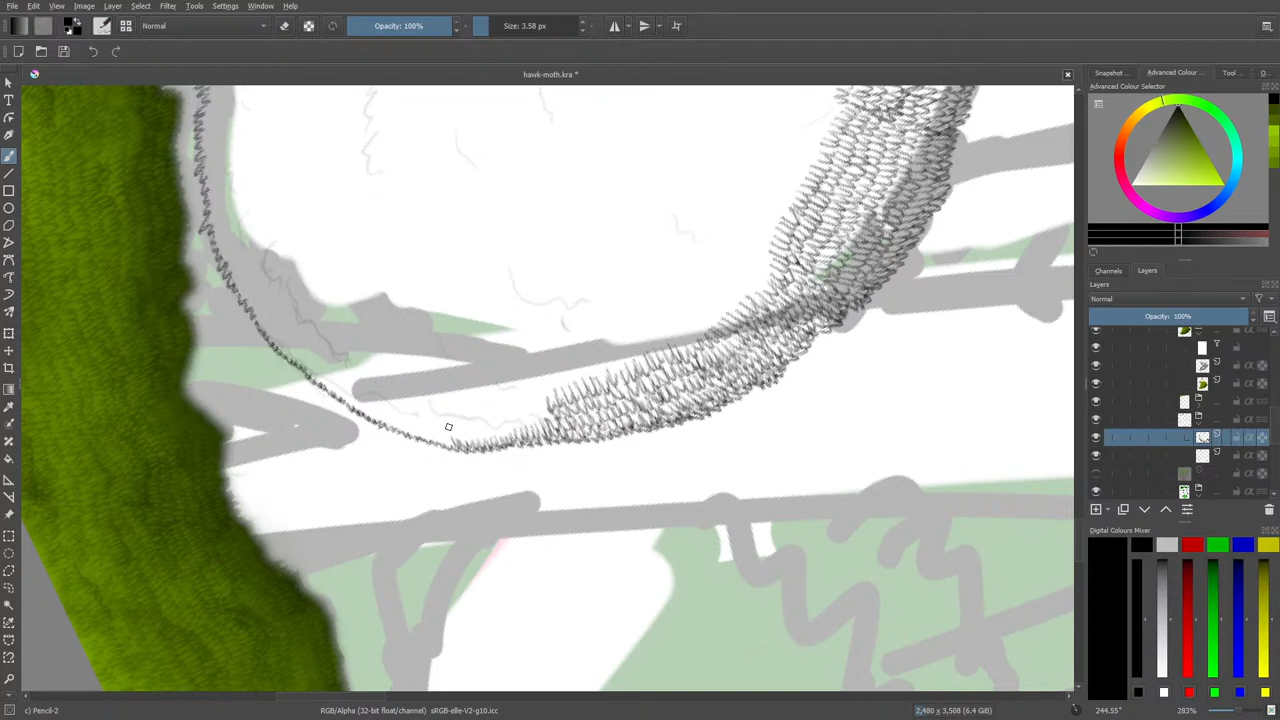 File Edit View Image Layer Select Filter Tools Settings Window Help
Normal Opacity: 100% Size: 3.58 px
hawk-moth.kra *
Snapshot ... Advanced Colour ... Tool ... O...
Advanced Colour Selector
Channels Layers
Layers
Normal
Opacity: 100%
Digital Colours Mixer
c) Pencil-2 RGB/Alpha (32-bit float/channel) sRGB-elle-V2-g10.icc 2,480 x 3,508 (6.4 GiB) 244.55° 283%